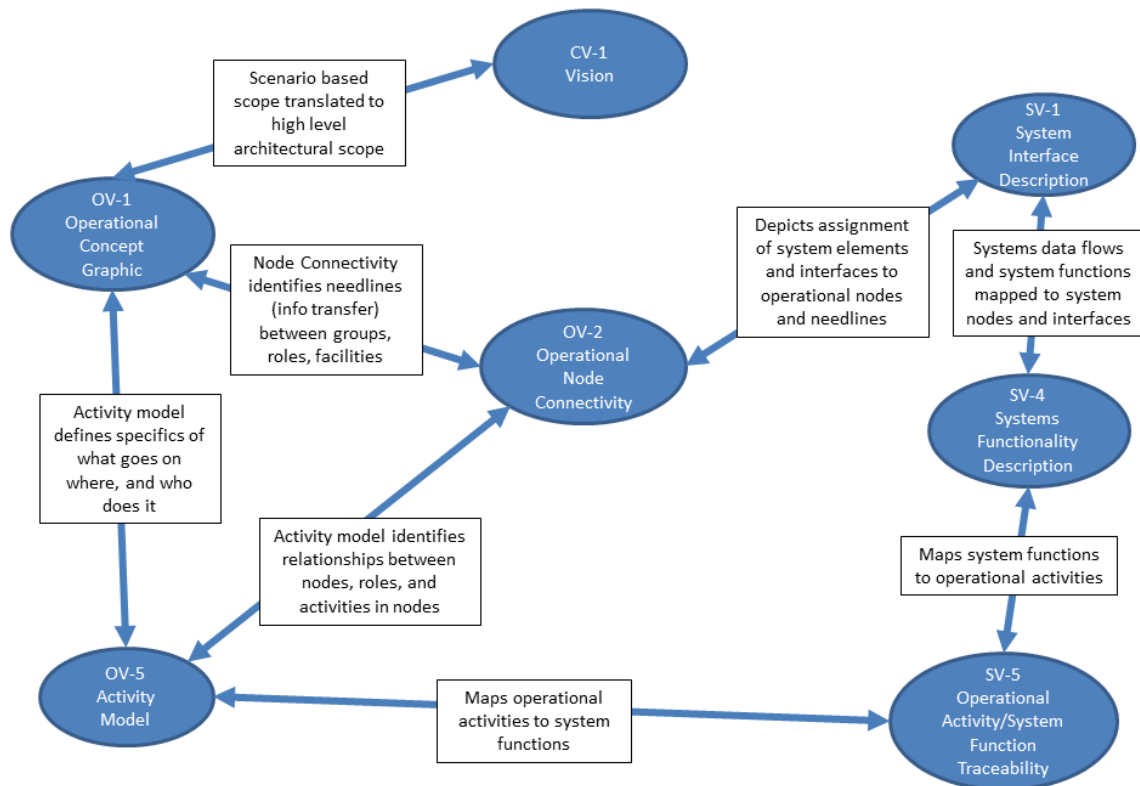 CV-1
Vision
Scenario based
scope translated to
high level
architectural scope
SV-1
System
Interface
Description
OV-1
Operational
Concept
Graphic
Node Connectivity
identifies needlines
(info transfer)
between groups,
roles, facilities
Depicts assignment
of system elements
and interfaces to
operational nodes
and needlines
Systems data flows
and system functions
mapped to system
nodes and interfaces
OV-2
Operational
Node
Connectivity
SV-4
Systems
Functionality
Description
Activity model
defines specifics of
what goes on
where, and who
does it
Activity model identifies
relationships between
nodes, roles, and
activities in nodes
Maps system functions
to operational activities
OV-5
Activity
Model
Maps operational
activities to system
functions
SV-5
Operational
Activity/System
Function
Traceability